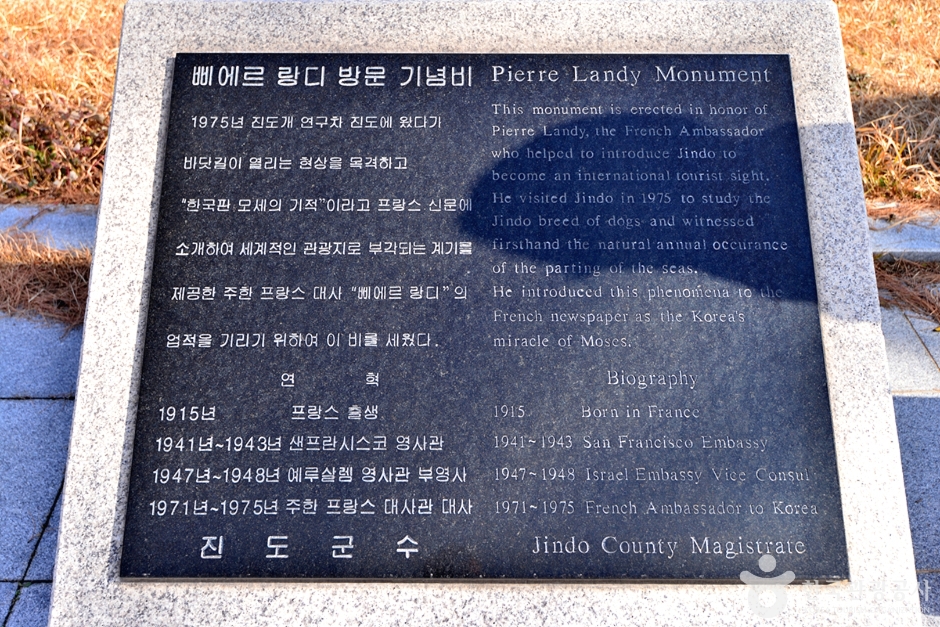 삐에르 랑디 방문 기념비
1975년 진도개 연구차 진도에 왔다가
바닷길이 열리는 현상을 목격하고
"한국판 모세의 기적"이라고 프랑스 신문에
소개하여 세계적인 관광지로 부각되는 계기를
제공한 주한 프랑스 대사 "삐에르 랑디"의
업적을 기리기 위하여 이 비를 세웠다.
연 혁
1915년 프랑스 출생
1941년~1943년 샌프란시스코 영사관
1947년~1948년 예루살렘 영사관 부영사
1971년~1975년 주한 프랑스 대사관 대사
진 도 군 수
Pierre Landy Monument
This monument is erected in honor of
Pierre Landy, the French Ambassador
who helped to introduce Jindo to
become an international tourist sight.
He visited Jindo in 1975 to study the
Jindo breed of dogs and witnessed
firsthand the natural annual occurance
of the parting of the seas.
He introduced this phenomena to the
French newspaper as the Korea's
miracle of Moses.
Biography
1915 Born in France
1941~1943 San Francisco Embassy
1947~1948 Israel Embassy Vice Consul
1971~1975 French Ambassador to Korea
Jindo County Magistrate